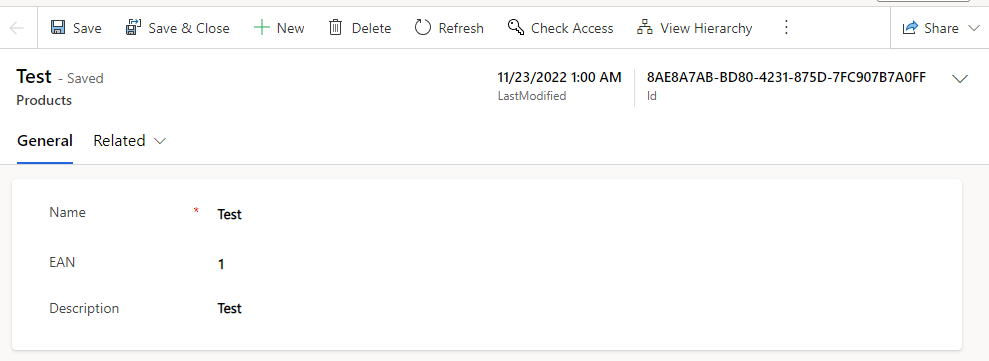 Save Save & Close New Delete Refresh Check Access View Hierarchy Share
Test - Saved
Products
11/23/2022 1:00 AM
LastModified
8AE8A7AB-BD80-4231-875D-7FC907B7A0FF
Id
General Related
Name * Test
EAN 1
Description Test